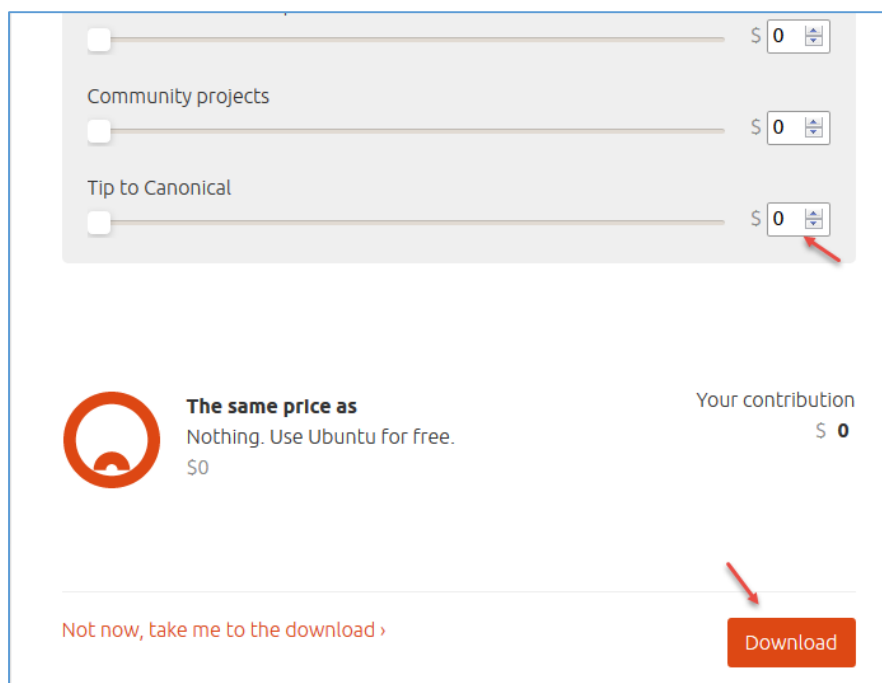 $ 0
Community projects
$ 0
Tip to Canonical
$ 0
The same price as
Nothing. Use Ubuntu for free.
$0
Your contribution
$ 0
Not now, take me to the download ›
Download